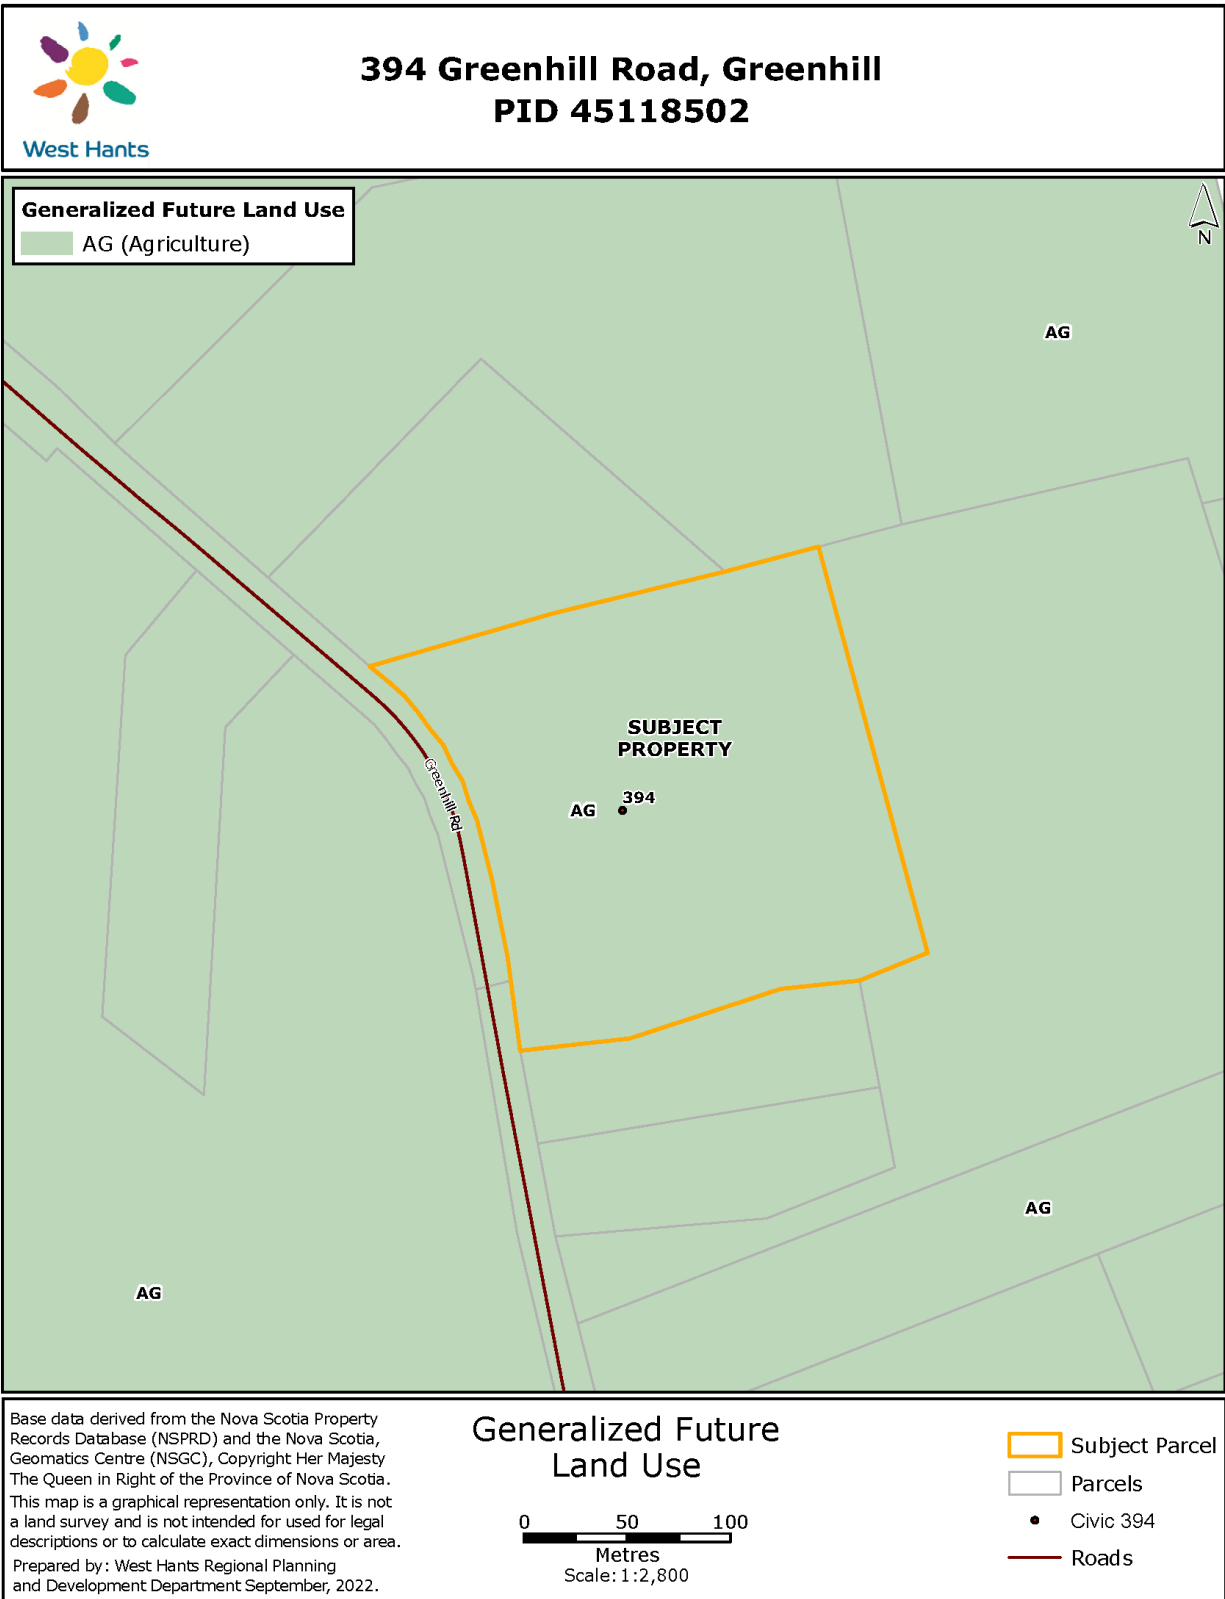 394 Greenhill Road, Greenhill
PID 45118502
West Hants
Generalized Future Land Use
AG (Agriculture)
N
AG
SUBJECT
PROPERTY
394
AG
Greenhill Rd
AG
AG
Base data derived from the Nova Scotia Property
Records Database (NSPRD) and the Nova Scotia,
Geomatics Centre (NSGC), Copyright Her Majesty
The Queen in Right of the Province of Nova Scotia.
This map is a graphical representation only. It is not
a land survey and is not intended for used for legal
descriptions or to calculate exact dimensions or area.
Prepared by: West Hants Regional Planning
and Development Department September, 2022.
Generalized Future
Land Use
0 50 100
Metres
Scale: 1:2,800
Subject Parcel
Parcels
Civic 394
Roads